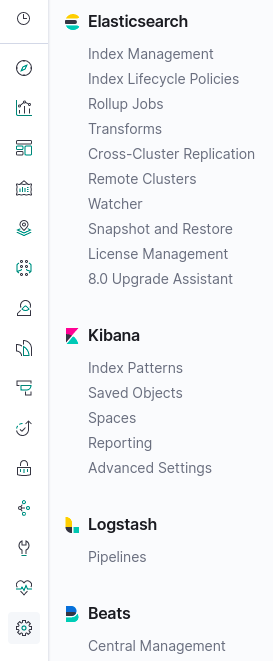 Elasticsearch
Index Management
Index Lifecycle Policies
Rollup Jobs
Transforms
Cross-Cluster Replication
Remote Clusters
Watcher
Snapshot and Restore
License Management
8.0 Upgrade Assistant
Kibana
Index Patterns
Saved Objects
Spaces
Reporting
Advanced Settings
Logstash
Pipelines
Beats
Central Management